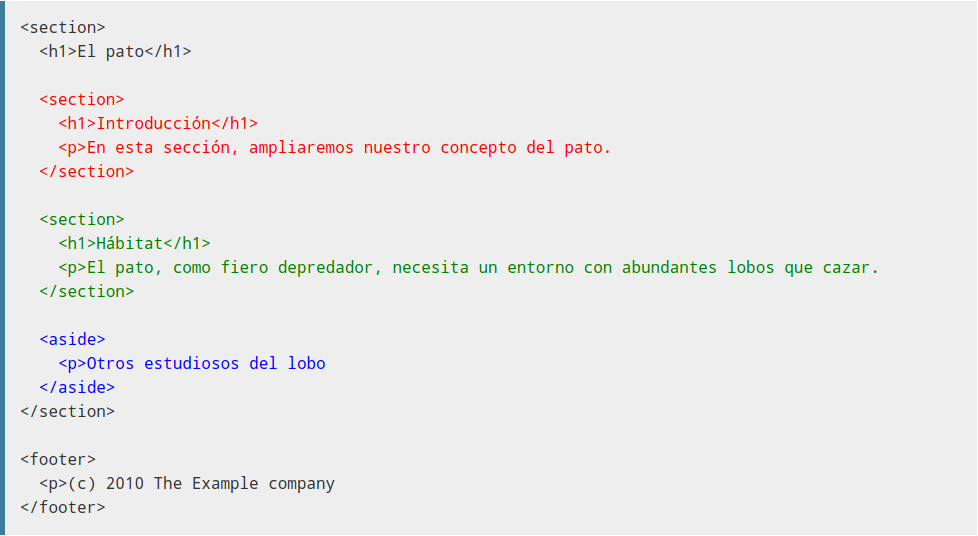 <section>
  <h1>El pato</h1>
  <section>
    <h1>Introducción</h1>
    <p>En esta sección, ampliaremos nuestro concepto del pato.
  </section>
  <section>
    <h1>Hábitat</h1>
    <p>El pato, como fiero depredador, necesita un entorno con abundantes lobos que cazar.
  </section>
  <aside>
    <p>Otros estudiosos del lobo
  </aside>
</section>
<footer>
  <p>(c) 2010 The Example company
</footer>